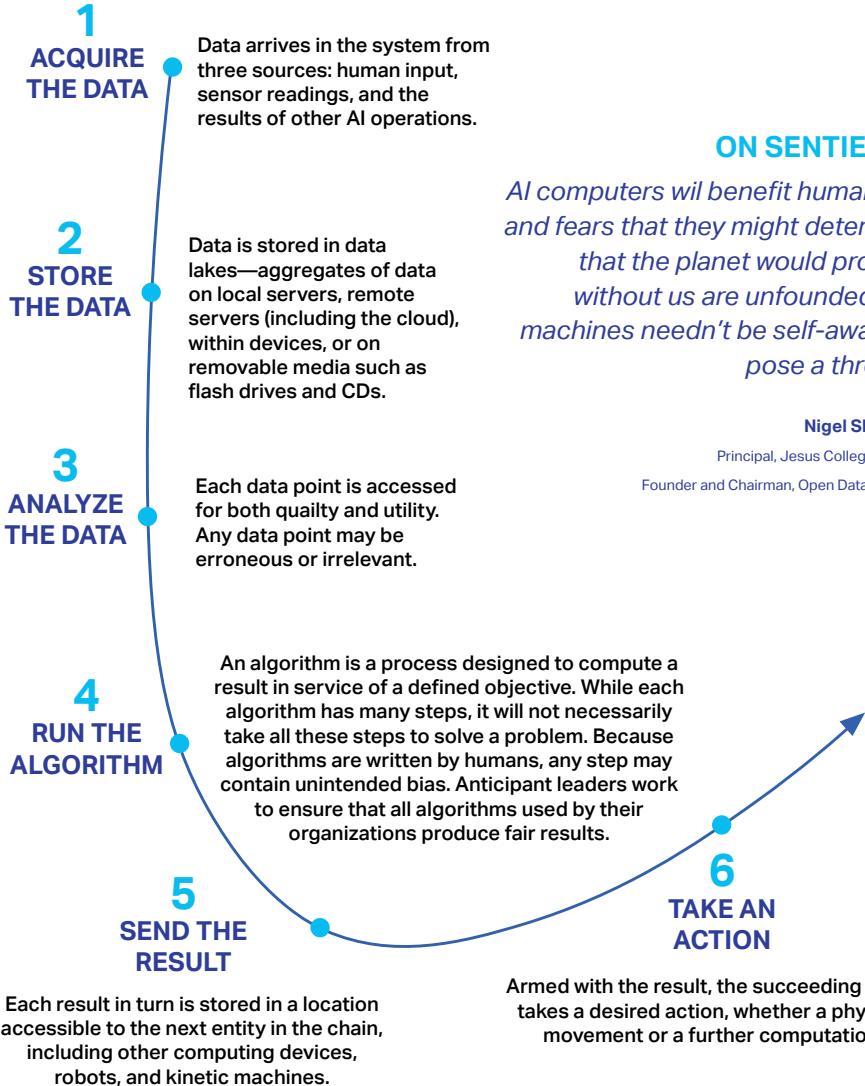 1
ACQUIRE
THE DATA
Data arrives in the system from
three sources: human input,
sensor readings, and the
results of other AI operations.
ON SENTIE
AI computers wil benefit huma
and fears that they might deter
that the planet would pro
without us are unfounded
machines needn't be self-awa
pose a thre
Nigel S
Principal, Jesus Colleg
Founder and Chairman, Open Data
2
STORE
THE DATA
Data is stored in data
lakes—aggregates of data
on local servers, remote
servers (including the cloud),
within devices, or on
removable media such as
flash drives and CDs.
3
ANALYZE
THE DATA
Each data point is accessed
for both quailty and utility.
Any data point may be
erroneous or irrelevant.
4
RUN THE
ALGORITHM
An algorithm is a process designed to compute a
result in service of a defined objective. While each
algorithm has many steps, it will not necessarily
take all these steps to solve a problem. Because
algorithms are written by humans, any step may
contain unintended bias. Anticipant leaders work
to ensure that all algorithms used by their
organizations produce fair results.
5
SEND THE
RESULT
Each result in turn is stored in a location
accessible to the next entity in the chain,
including other computing devices,
robots, and kinetic machines.
6
TAKE AN
ACTION
Armed with the result, the succeeding
takes a desired action, whether a phy
movement or a further computatio